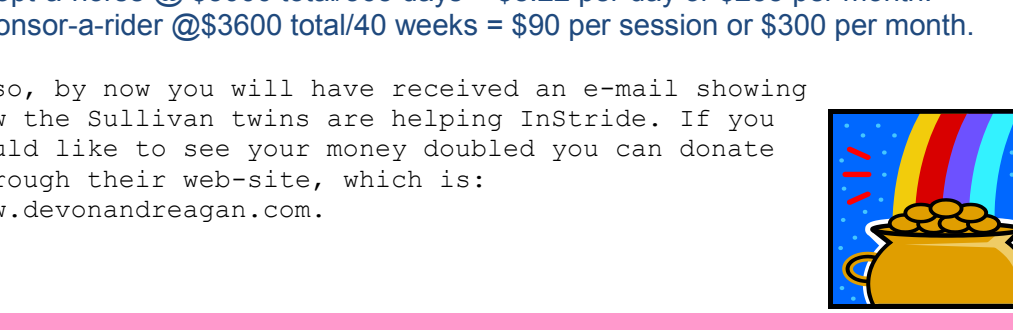 onsor-a-rider @$3600 total/40 weeks = $90 per session or $300 per month.
so, by now you will have received an e-mail showing
w the Sullivan twins are helping InStride. If you
uld like to see your money doubled you can donate
rough their web-site, which is:
w.devonandreagan.com.